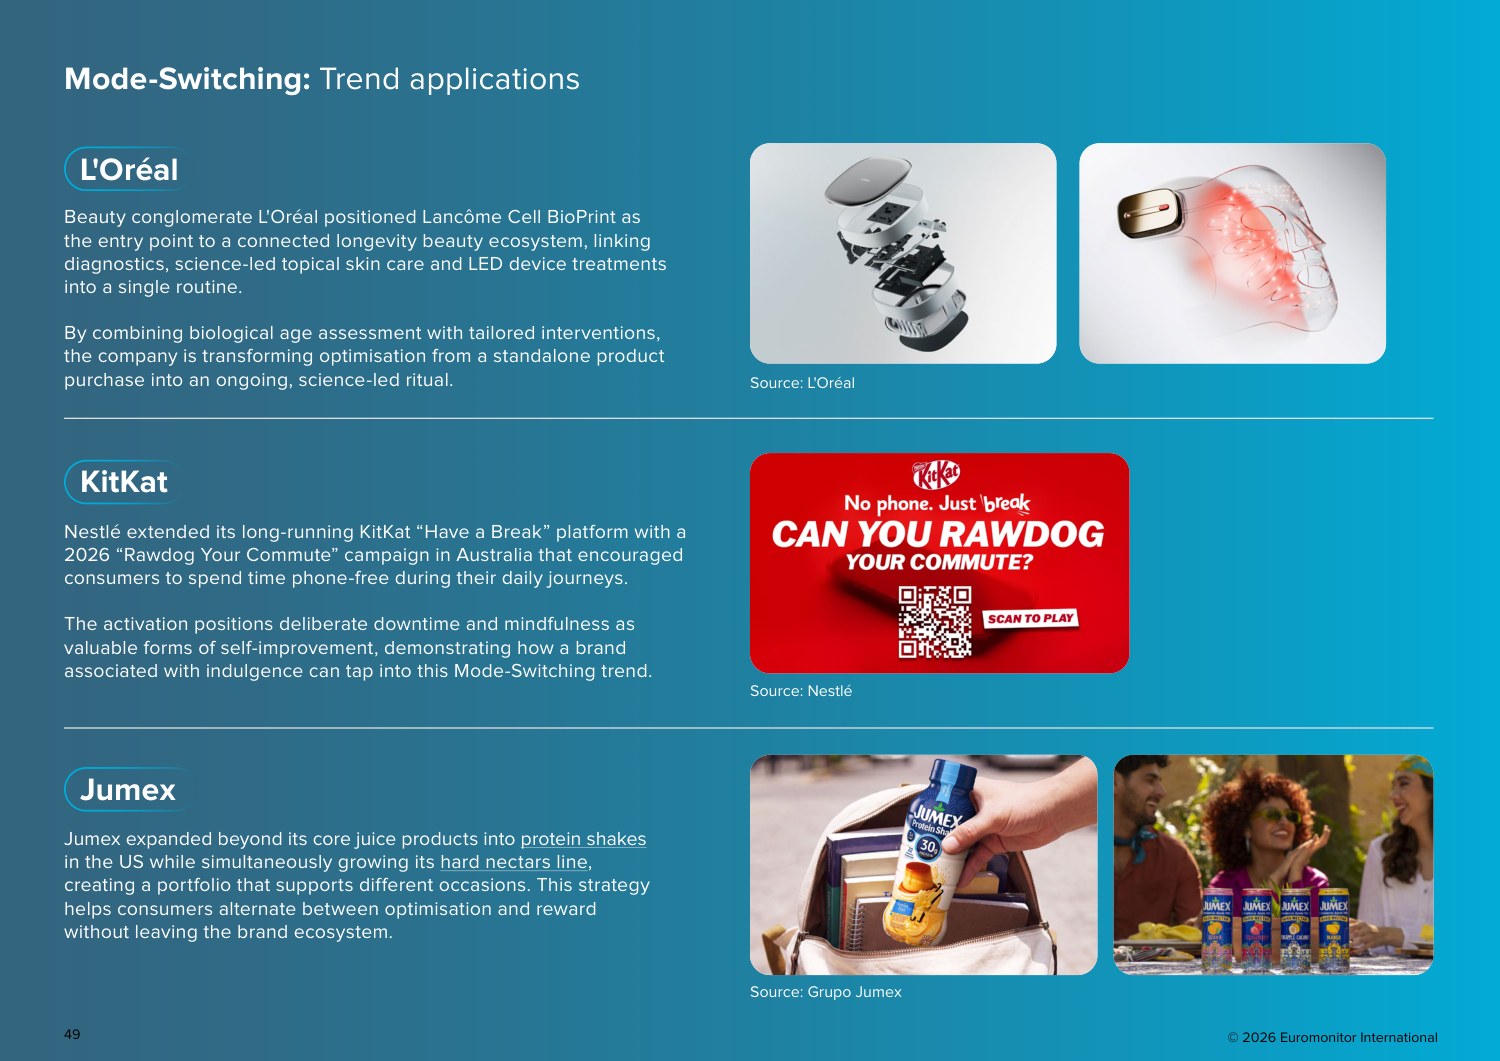 Mode-Switching: Trend applications
L'Oréal
Beauty conglomerate L'Oréal positioned Lancôme Cell BioPrint as
the entry point to a connected longevity beauty ecosystem, linking
diagnostics, science-led topical skin care and LED device treatments
into a single routine.
By combining biological age assessment with tailored interventions,
the company is transforming optimisation from a standalone product
purchase into an ongoing, science-led ritual.
Source: L'Oréal
KitKat
Nestlé extended its long-running KitKat “Have a Break” platform with a
2026 “Rawdog Your Commute” campaign in Australia that encouraged
consumers to spend time phone-free during their daily journeys.
The activation positions deliberate downtime and mindfulness as
valuable forms of self-improvement, demonstrating how a brand
associated with indulgence can tap into this Mode-Switching trend.
KitKat
No phone. Just break
CAN YOU RAWDOG
YOUR COMMUTE?
SCAN TO PLAY
Source: Nestlé
Jumex
Jumex expanded beyond its core juice products into protein shakes
in the US while simultaneously growing its hard nectars line,
creating a portfolio that supports different occasions. This strategy
helps consumers alternate between optimisation and reward
without leaving the brand ecosystem.
JUMEX
Protein
30g
JUMEX
JUMEX
JUMEX
JUMEX
Source: Grupo Jumex
49
© 2026 Euromonitor International